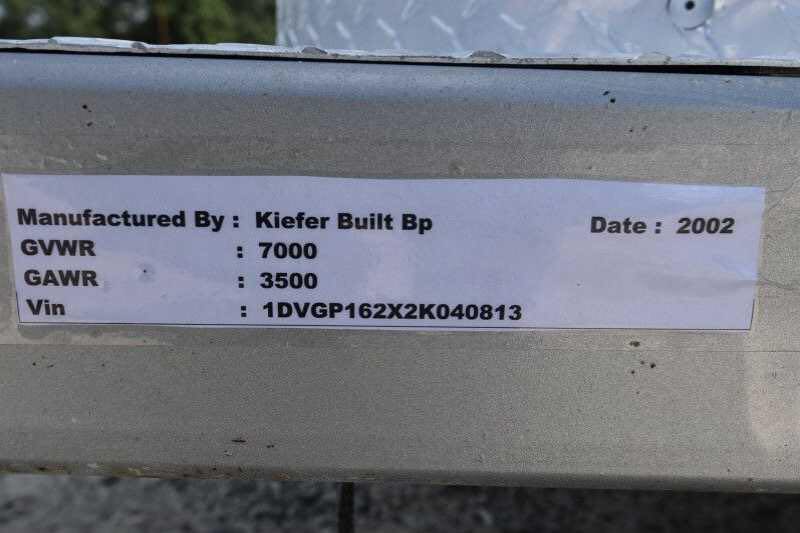 Manufactured By : Kiefer Built Bp Date : 2002
GVWR : 7000
GAWR : 3500
Vin : 1DVGP162X2K040813